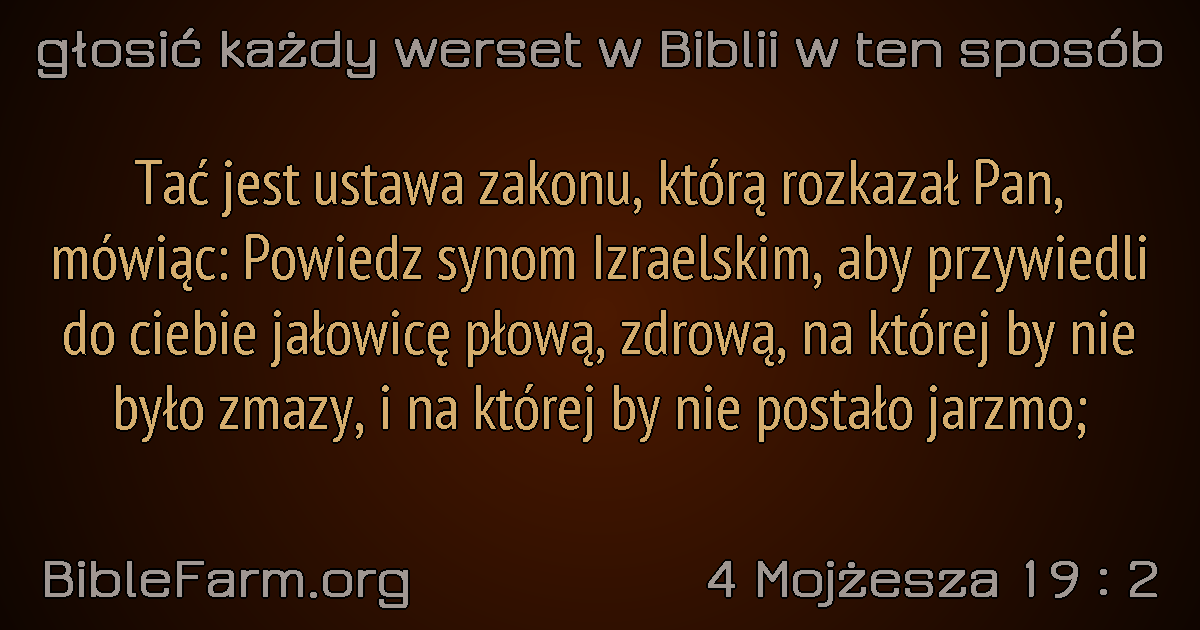 głosić każdy werset w Biblii w ten sposób
Tać jest ustawa zakonu, którą rozkazał Pan,
mówiąc: Powiedz synom Izraelskim, aby przywiedli
do ciebie jałowicę płową, zdrową, na której by nie
było zmazy, i na której by nie postało jarzmo;
BibleFarm.org
4 Mojżesza 19 : 2